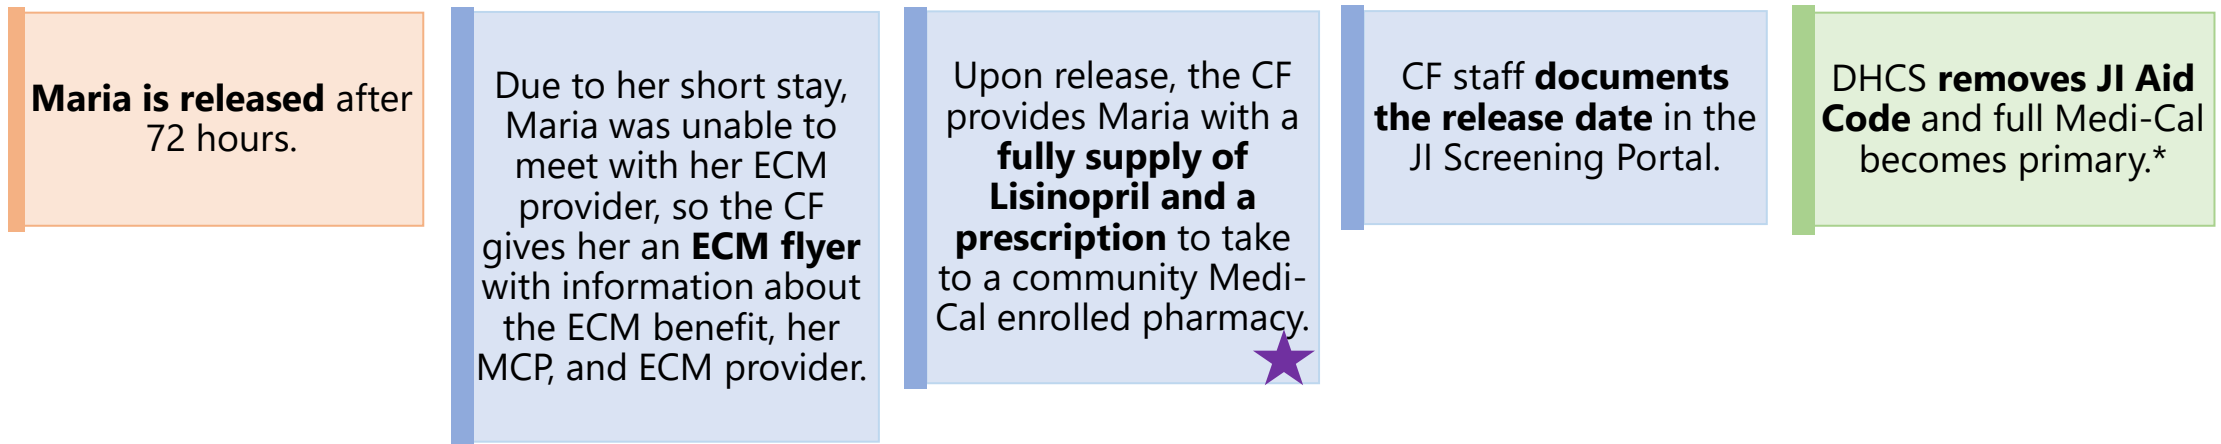 Maria is released after
72 hours.
Due to her short stay,
Maria was unable to
meet with her ECM
provider, so the CF
gives her an ECM flyer
with information about
the ECM benefit, her
MCP, and ECM provider.
Upon release, the CF
provides Maria with a
fully supply of
Lisinopril and a
prescription to take
to a community Medi-
Cal enrolled pharmacy.
CF staff documents
the release date in the
JI Screening Portal.
DHCS removes JI Aid
Code and full Medi-Cal
becomes primary.*